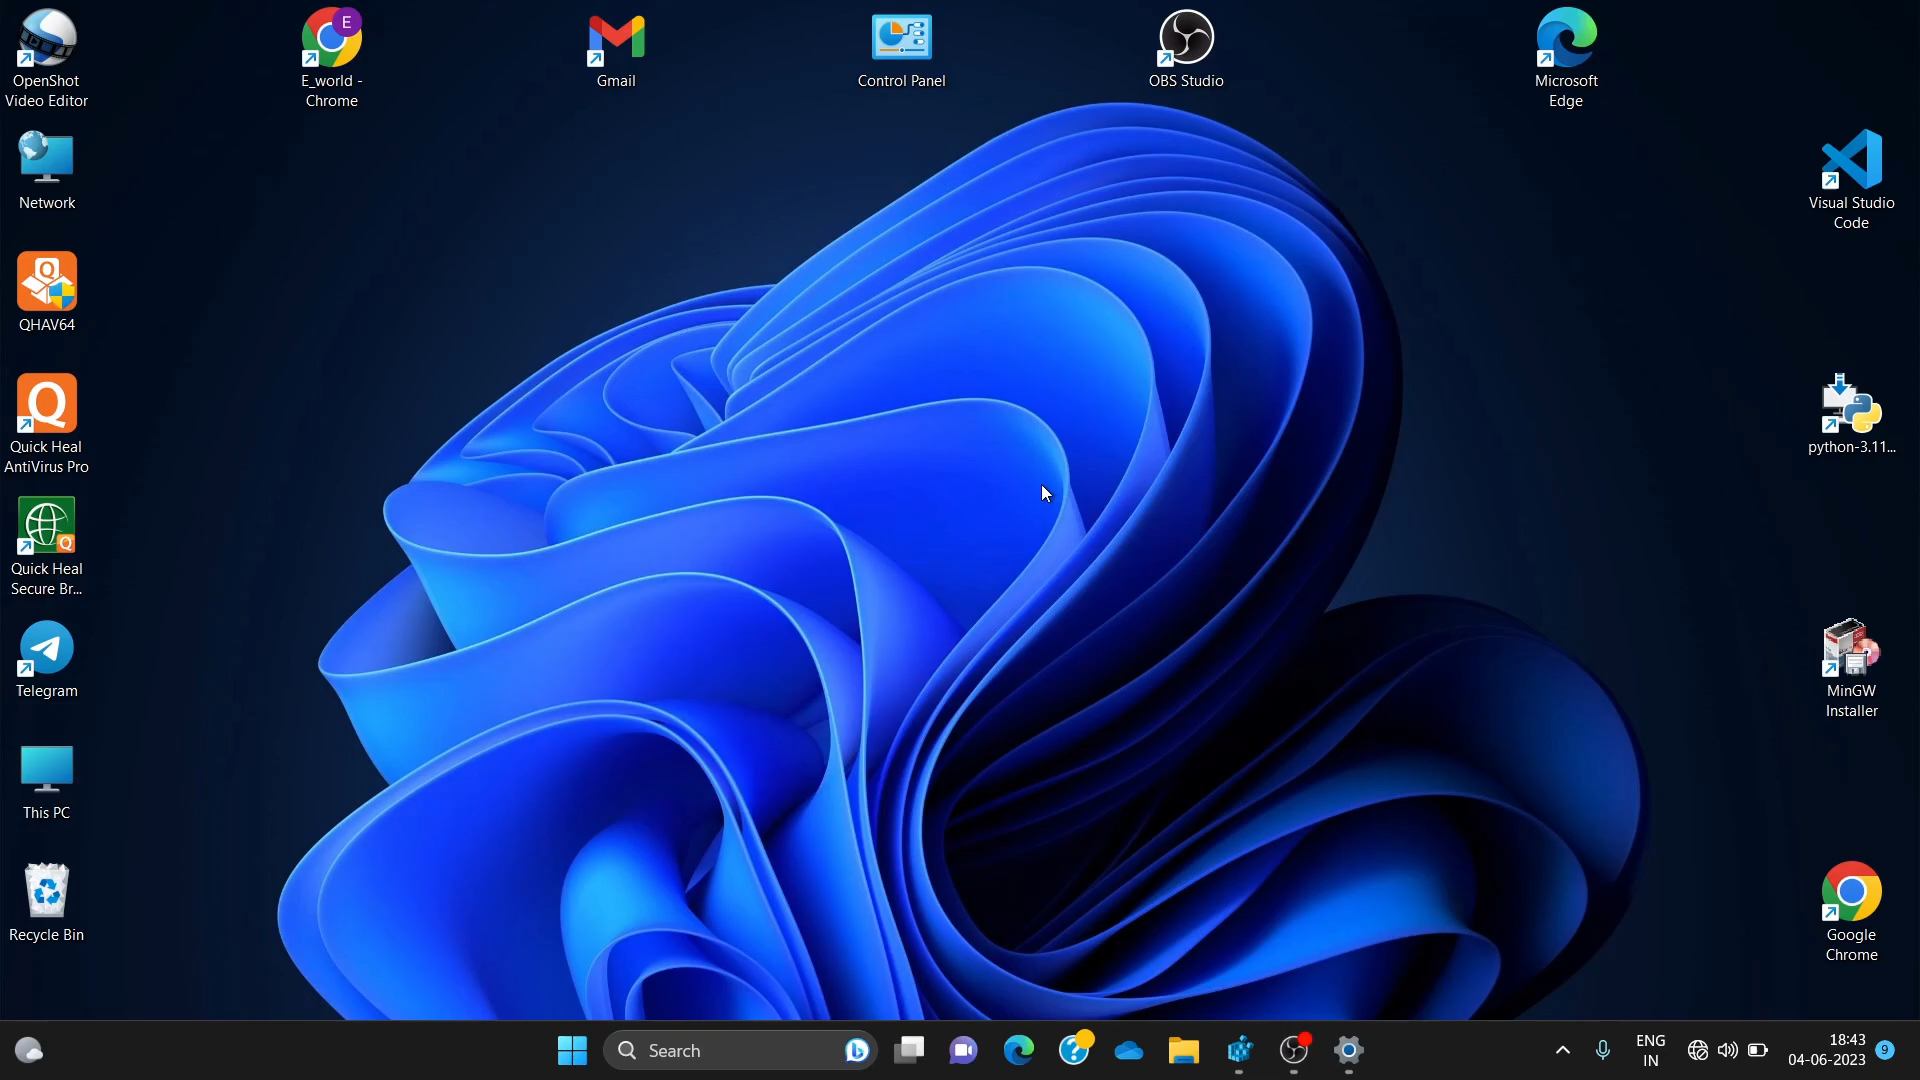 OpenShot
Video Editor
E
E_world -
Chrome
Gmail
Control Panel
OBS Studio
Microsoft
Edge
Network
Visual Studio
Code
Q
QHAV64
Q
Quick Heal
AntiVirus Pro
python-3.11...
Q
Quick Heal
Secure Br...
Telegram
MinGW
Installer
This PC
Recycle Bin
Google
Chrome
Search
ENG
IN
18:43
04-06-2023
9